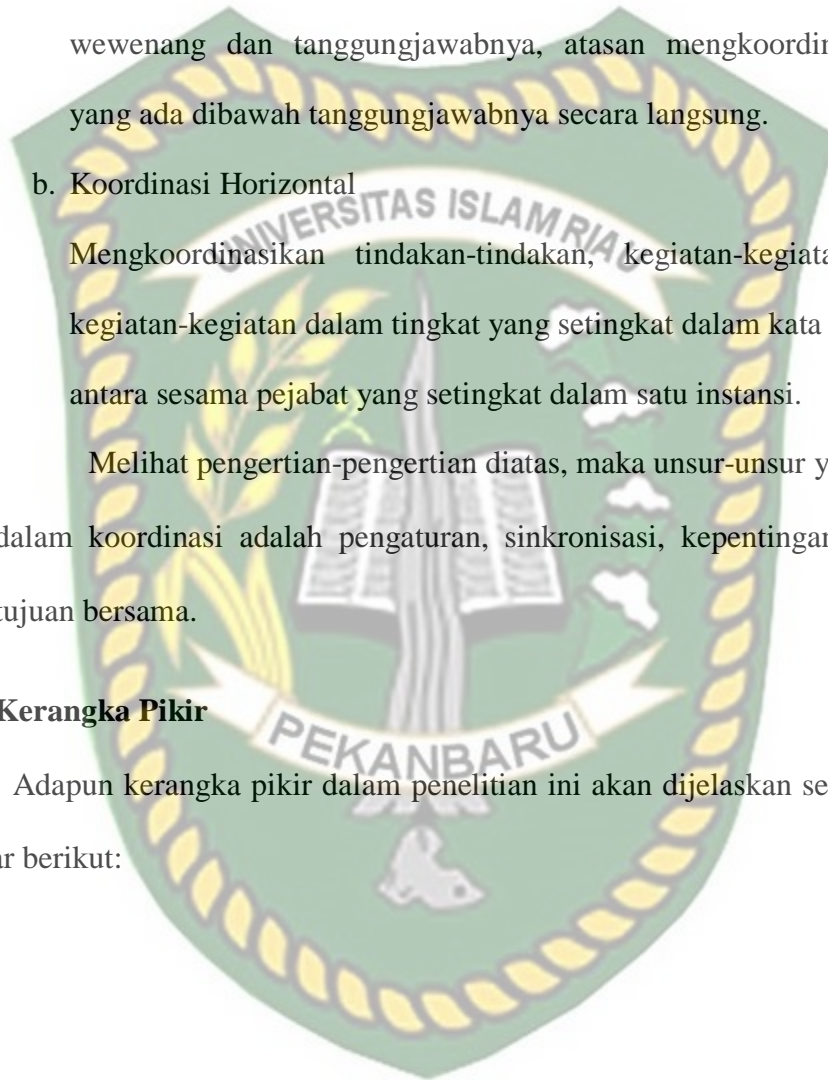 wewenang dan tanggungjawabnya, atasan mengkoordin
yang ada dibawah tanggungjawabnya secara langsung.
b. Koordinasi Horizontal
UNIVERSITAS ISLAM RIAU
Mengkoordinasikan tindakan-tindakan, kegiatan-kegiata
kegiatan-kegiatan dalam tingkat yang setingkat dalam kata
antara sesama pejabat yang setingkat dalam satu instansi.
Melihat pengertian-pengertian diatas, maka unsur-unsur y
dalam koordinasi adalah pengaturan, sinkronisasi, kepentingan
tujuan bersama.
Kerangka Pikir
PEKANBARU
Adapun kerangka pikir dalam penelitian ini akan dijelaskan se
ar berikut: